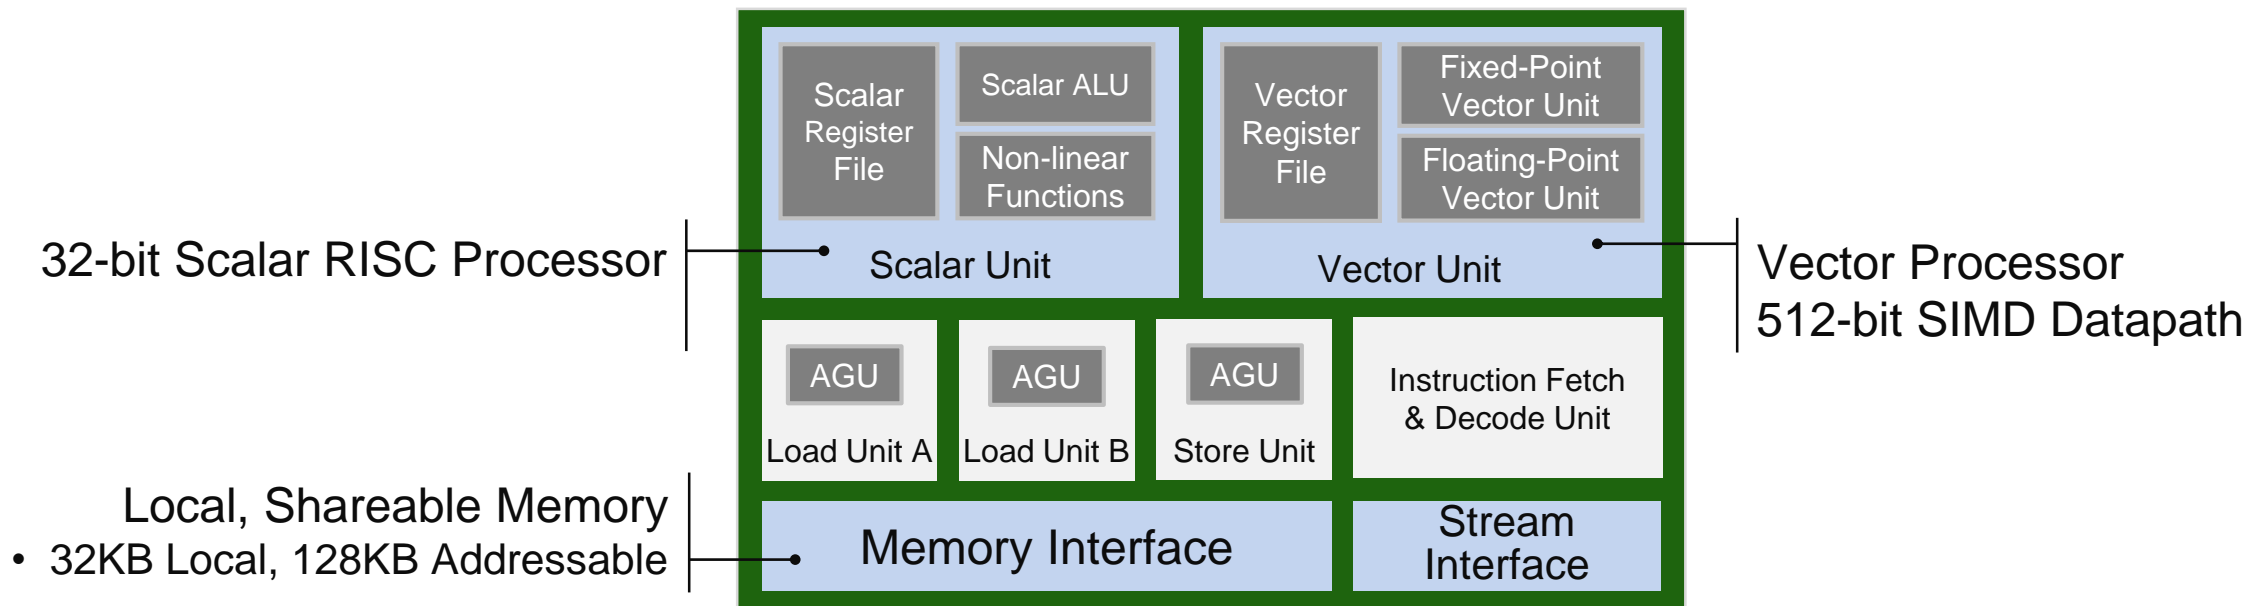 Scalar
Register
File
Scalar ALU
Non-linear
Functions
Scalar Unit
Vector
Register
File
Fixed-Point
Vector Unit
Floating-Point
Vector Unit
Vector Unit
32-bit Scalar RISC Processor
Vector Processor
512-bit SIMD Datapath
AGU
Load Unit A
AGU
Load Unit B
AGU
Store Unit
Instruction Fetch
& Decode Unit
Local, Shareable Memory
• 32KB Local, 128KB Addressable
Memory Interface
Stream
Interface